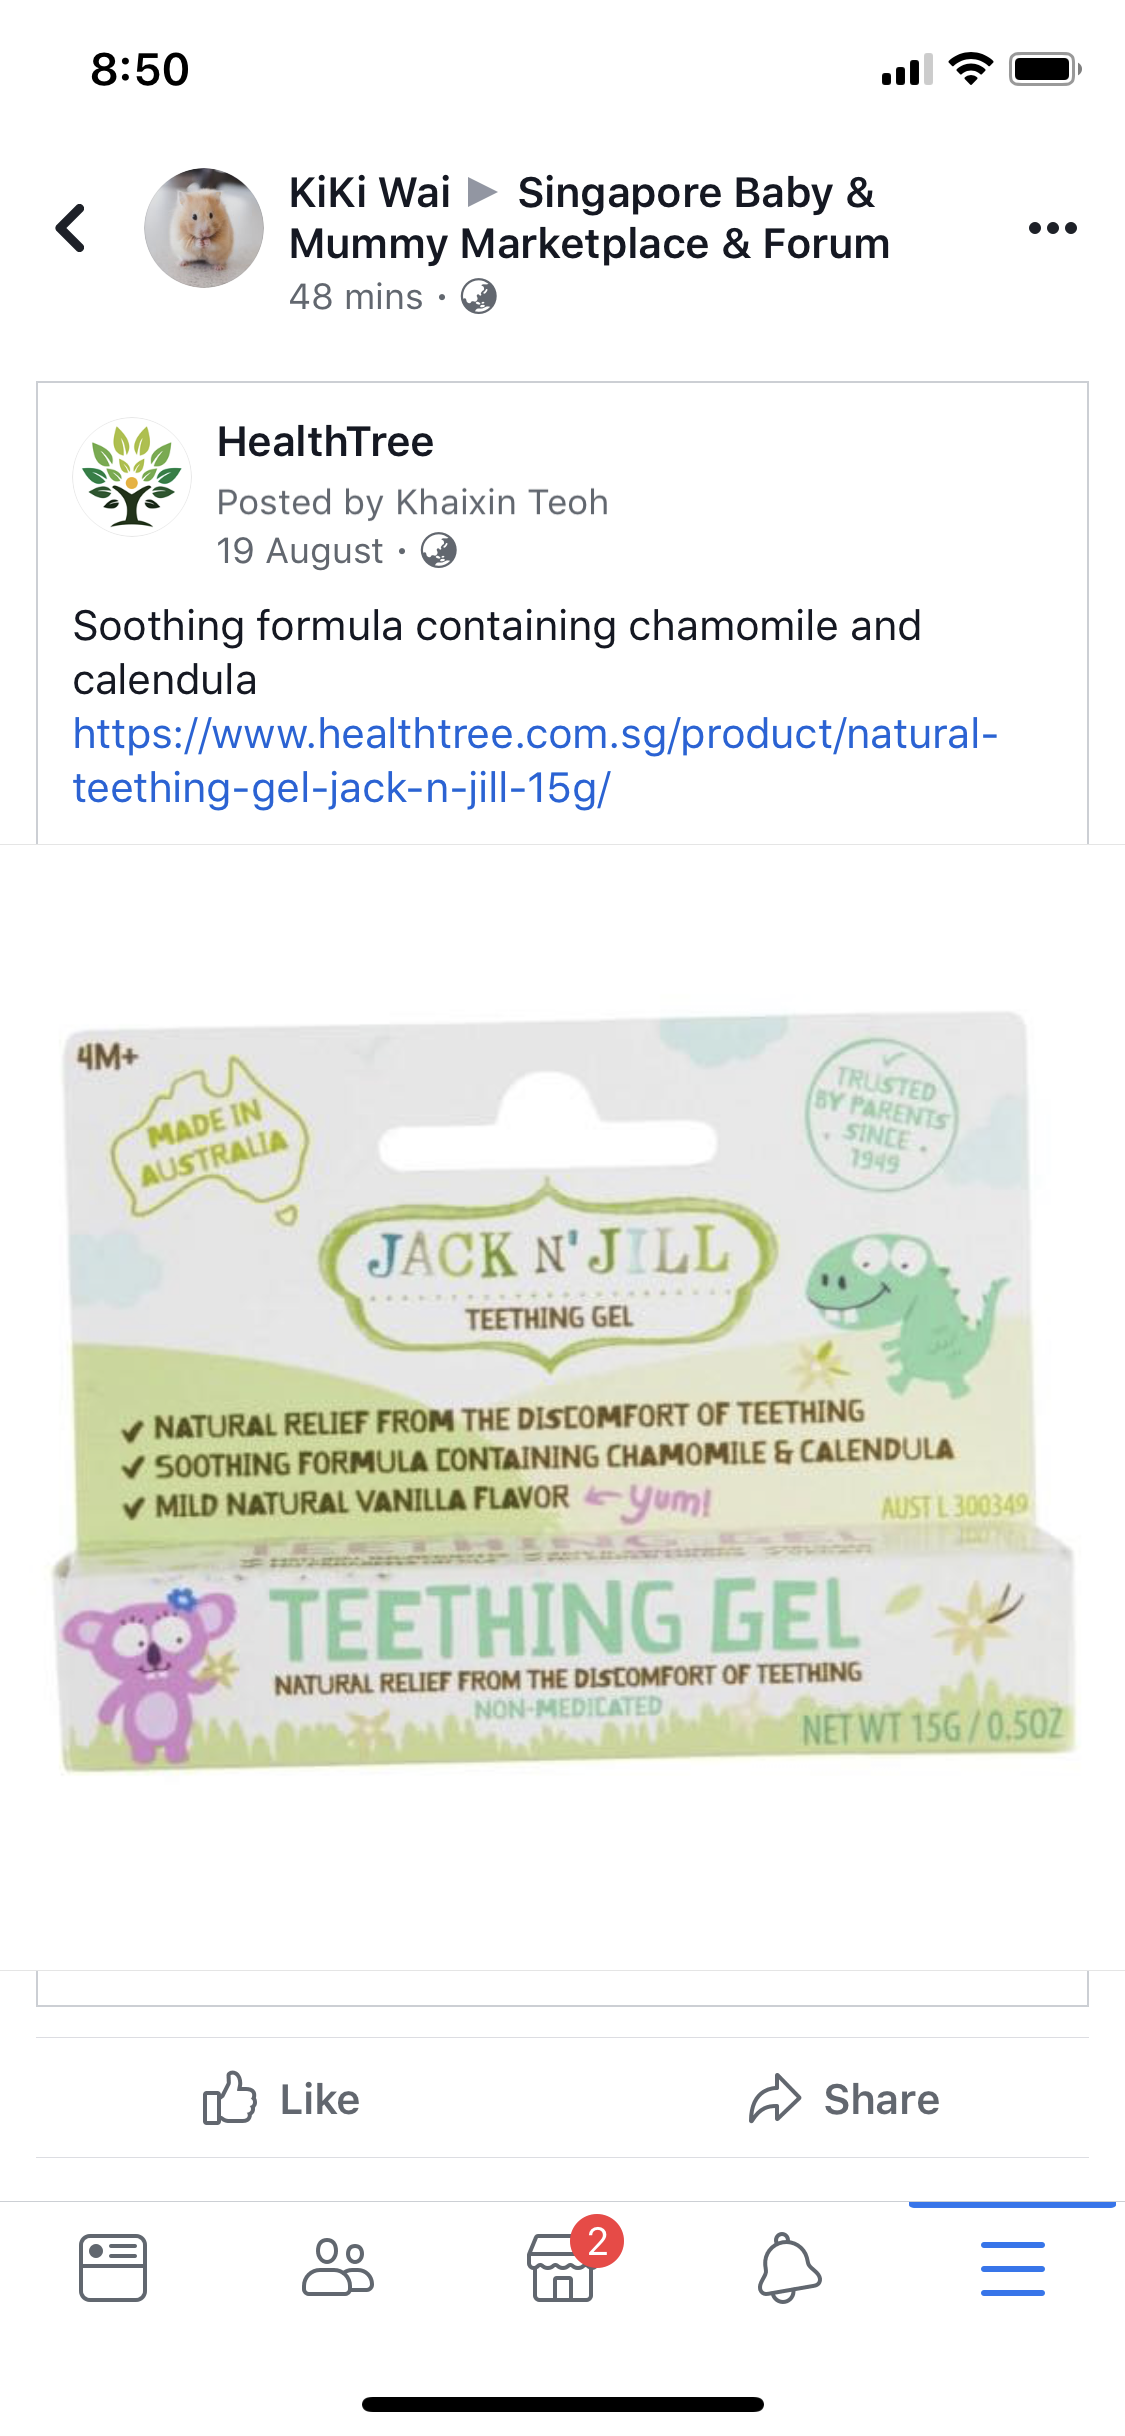 8:50
KiKi Wai ▶ Singapore Baby &
Mummy Marketplace & Forum
48 mins ·
HealthTree
Posted by Khaixin Teoh
19 August ·
Soothing formula containing chamomile and
calendula
https://www.healthtree.com.sg/product/natural-
teething-gel-jack-n-jill-15g/
4M+
MADE IN
AUSTRALIA
TRUSTED
BY PARENTS
· SINCE ·
1949
JACK N' JILL
TEETHING GEL
✓ NATURAL RELIEF FROM THE DISCOMFORT OF TEETHING
✓ SOOTHING FORMULA CONTAINING CHAMOMILE & CALENDULA
✓ MILD NATURAL VANILLA FLAVOR ← Yum!
AUST L 300349
TEETHING GEL
TEETHING GEL
NATURAL RELIEF FROM THE DISCOMFORT OF TEETHING
NON-MEDICATED
NET WT 15G / 0.5OZ
Like
Share
2